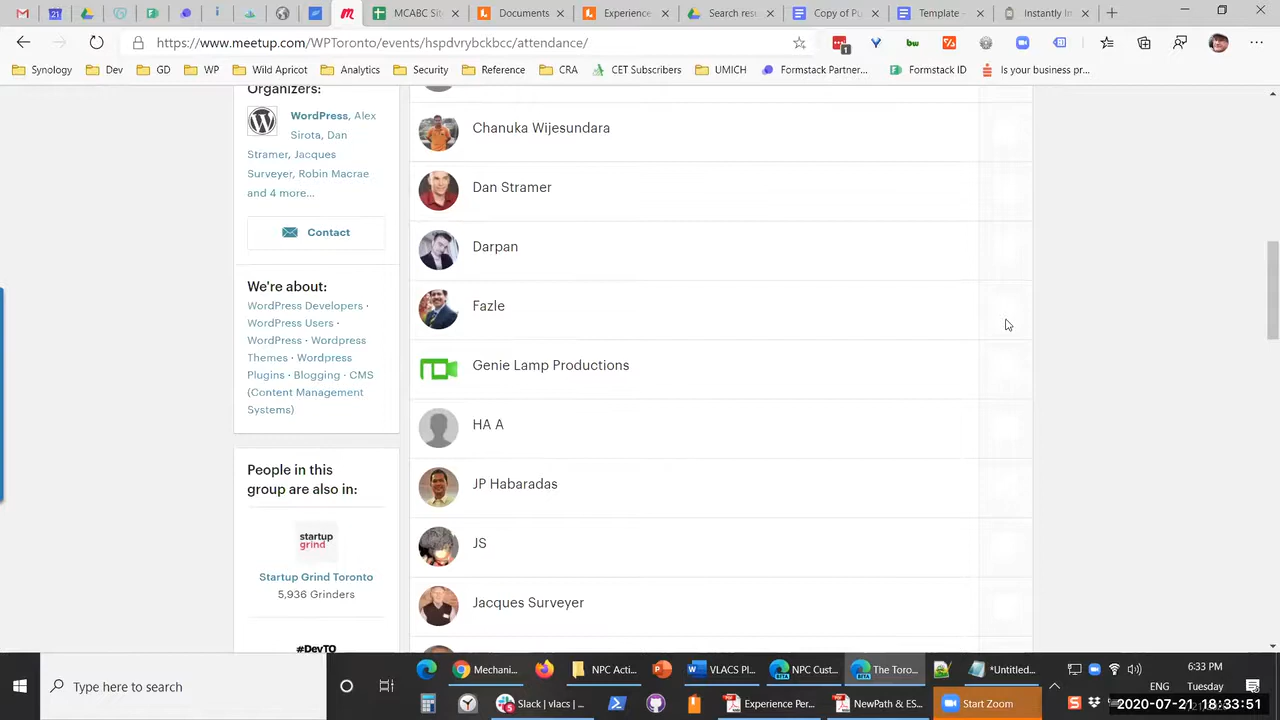 MCABC Sit
Documents
Experience
Search resu
Copy of Pu
Template
Instantly In
https://www.meetup.com/WPToronto/events/hspdvrybckbcc/attendance/
Synology
Dev
GD
WP
Wild Apricot
Analytics
Security
Reference
CRA
CET Subscribers
UMICH
Formstack Partner...
Formstack ID
Is your business pr...
Organizers:
WordPress, Alex
Sirota, Dan
Stramer, Jacques
Surveyer, Robin Macrae
and 4 more...
Contact
We're about:
WordPress Developers ·
WordPress Users ·
WordPress · Wordpress
Themes · Wordpress
Plugins · Blogging · CMS
(Content Management
Systems)
People in this
group are also in:
startup
grind
Startup Grind Toronto
5,936 Grinders
#DevTO
Chanuka Wijesundara
Dan Stramer
Darpan
Fazle
Genie Lamp Productions
HA A
JP Habaradas
JS
Jacques Surveyer
Type here to search
Mechani...
NPC Acti...
VLACS Pl...
NPC Cust...
The Toro...
*Untitled...
6:33 PM
ENG
Tuesday
Slack | vlacs | ...
Experience Per...
NewPath & ES...
Start Zoom
2020-07-21 18:33:51